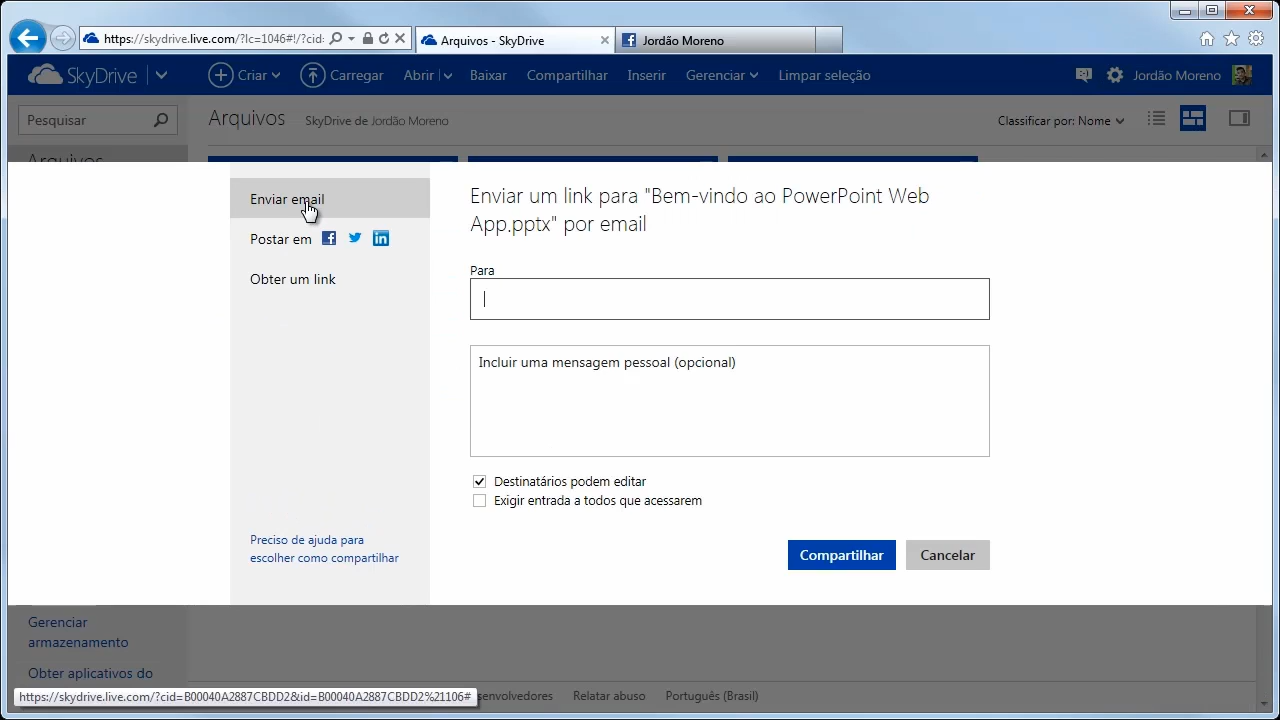 https://skydrive.live.com/?lc=1046#!/?cid:
Arquivos - SkyDrive
Jordão Moreno
SkyDrive
Criar
Carregar
Abrir
Baixar
Compartilhar
Inserir
Gerenciar
Limpar seleção
Jordão Moreno
Pesquisar
Arquivos
SkyDrive de Jordão Moreno
Classificar por: Nome
Arquivos
Enviar email
Postar em
Obter um link
Preciso de ajuda para
escolher como compartilhar
Enviar um link para "Bem-vindo ao PowerPoint Web
App.pptx" por email
Para
Incluir uma mensagem pessoal (opcional)
Destinatários podem editar
Exigir entrada a todos que acessarem
Compartilhar
Cancelar
Gerenciar
armazenamento
Obter aplicativos do
https://skydrive.live.com/?cid=B00040A2887CBDD2&id=B00040A2887CBDD2%21106#
senvolvedores
Relatar abuso
Português (Brasil)